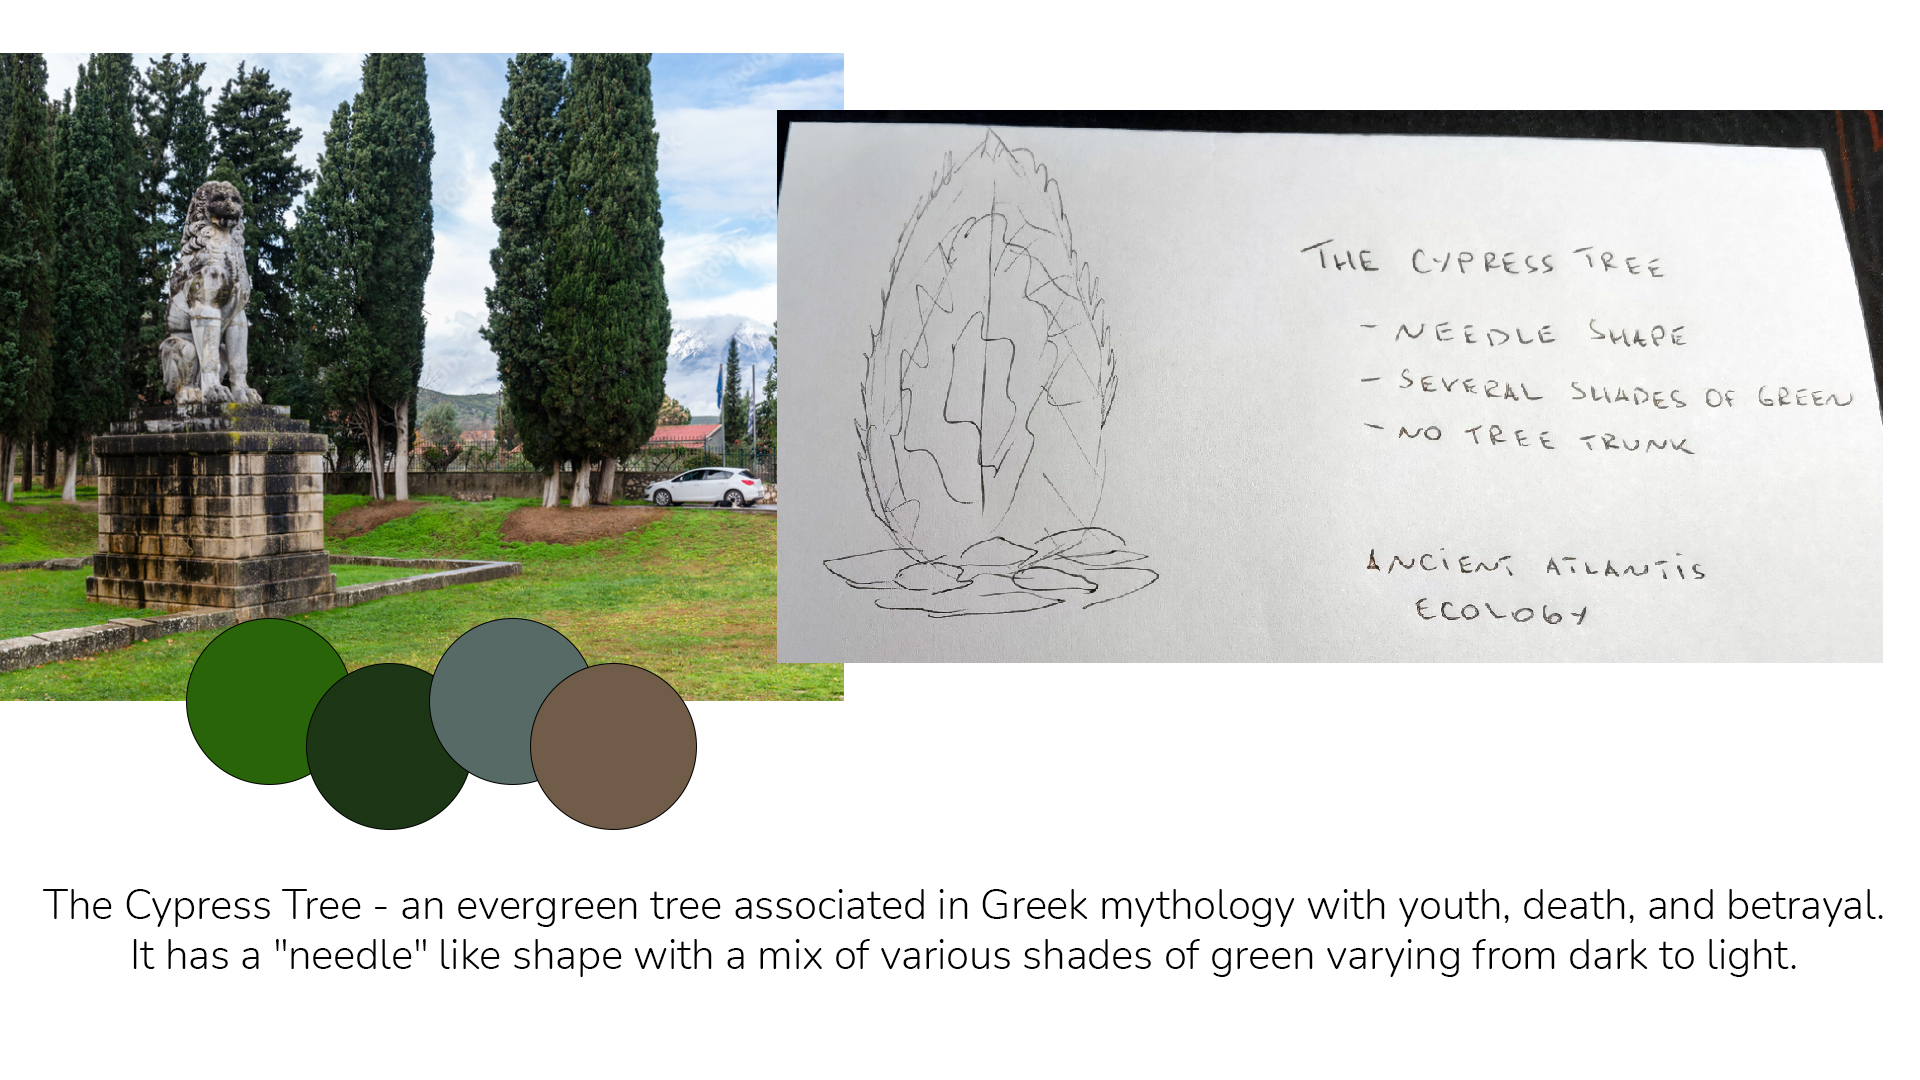 THE CYPRESS TREE
- NEEDLE SHAPE
- SEVERAL SHADES OF GREEN
- NO TREE TRUNK
ANCIENT ATLANTIS
ECOLOGY
The Cypress Tree - an evergreen tree associated in Greek mythology with youth, death, and betrayal.
It has a "needle" like shape with a mix of various shades of green varying from dark to light.